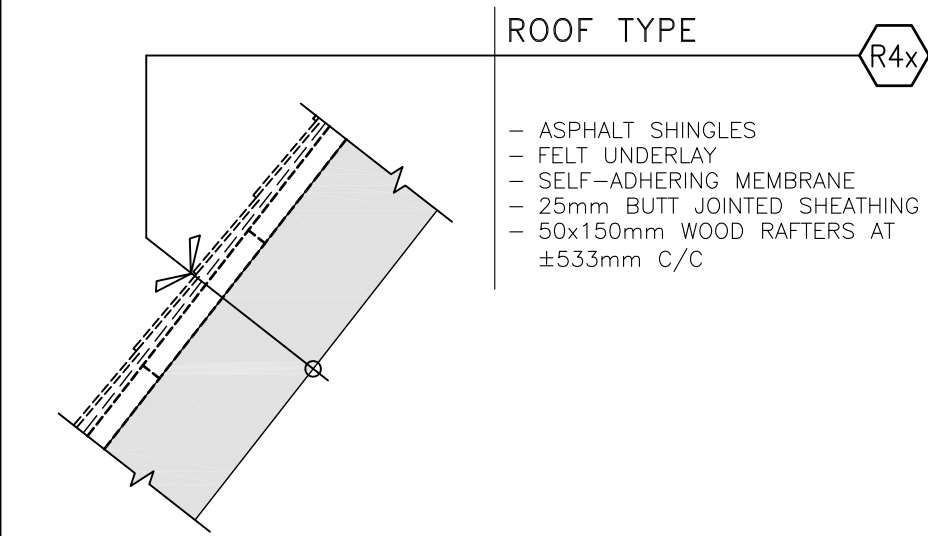 ROOF TYPE
R4x
- ASPHALT SHINGLES
- FELT UNDERLAY
- SELF-ADHERING MEMBRANE
- 25mm BUTT JOINTED SHEATHING
- 50x150mm WOOD RAFTERS AT
±533mm C/C